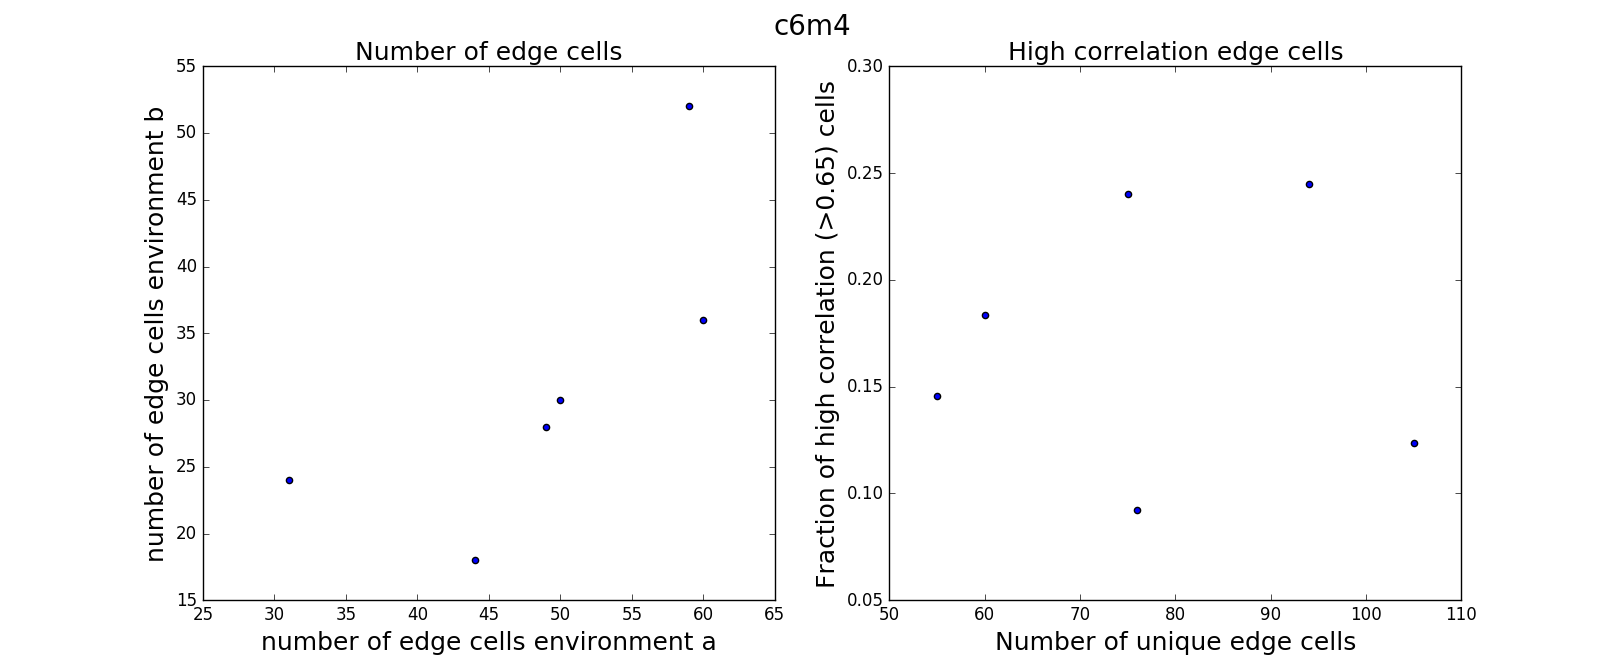 c6m4
Number of edge cells
55
50
45
40
35
30
25
20
15
25 30 35 40 45 50 55 60 65
number of edge cells environment b
number of edge cells environment a
High correlation edge cells
0.30
0.25
0.20
0.15
0.10
0.05
50 60 70 80 90 100 110
Fraction of high correlation (>0.65) cells
Number of unique edge cells